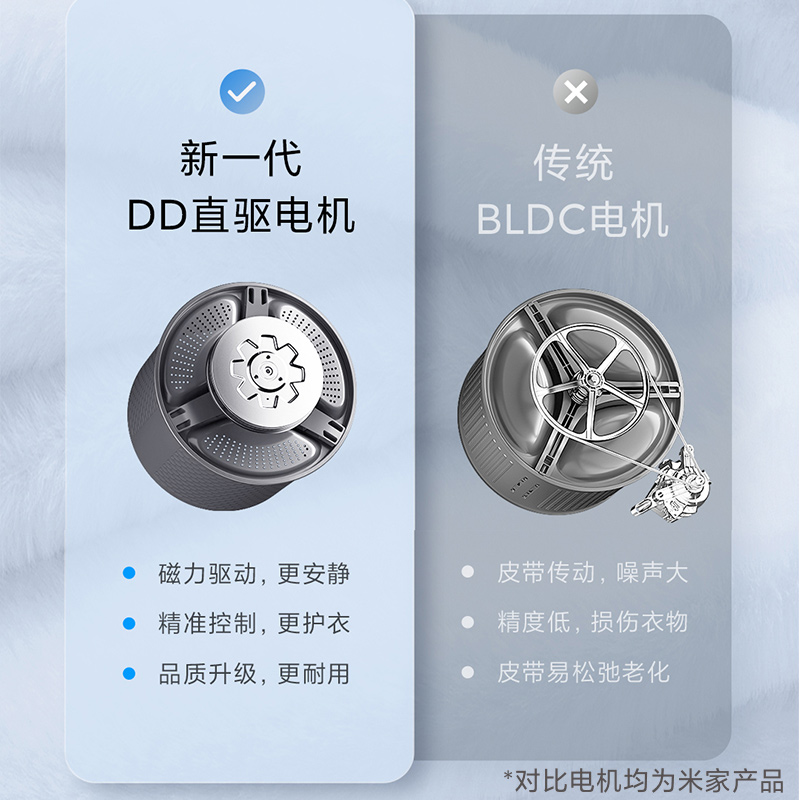 新一代
DD直驱电机
磁力驱动，更安静
精准控制，更护衣
品质升级，更耐用
传统
BLDC电机
皮带传动，噪声大
精度低，损伤衣物
皮带易松弛老化
*对比电机均为米家产品